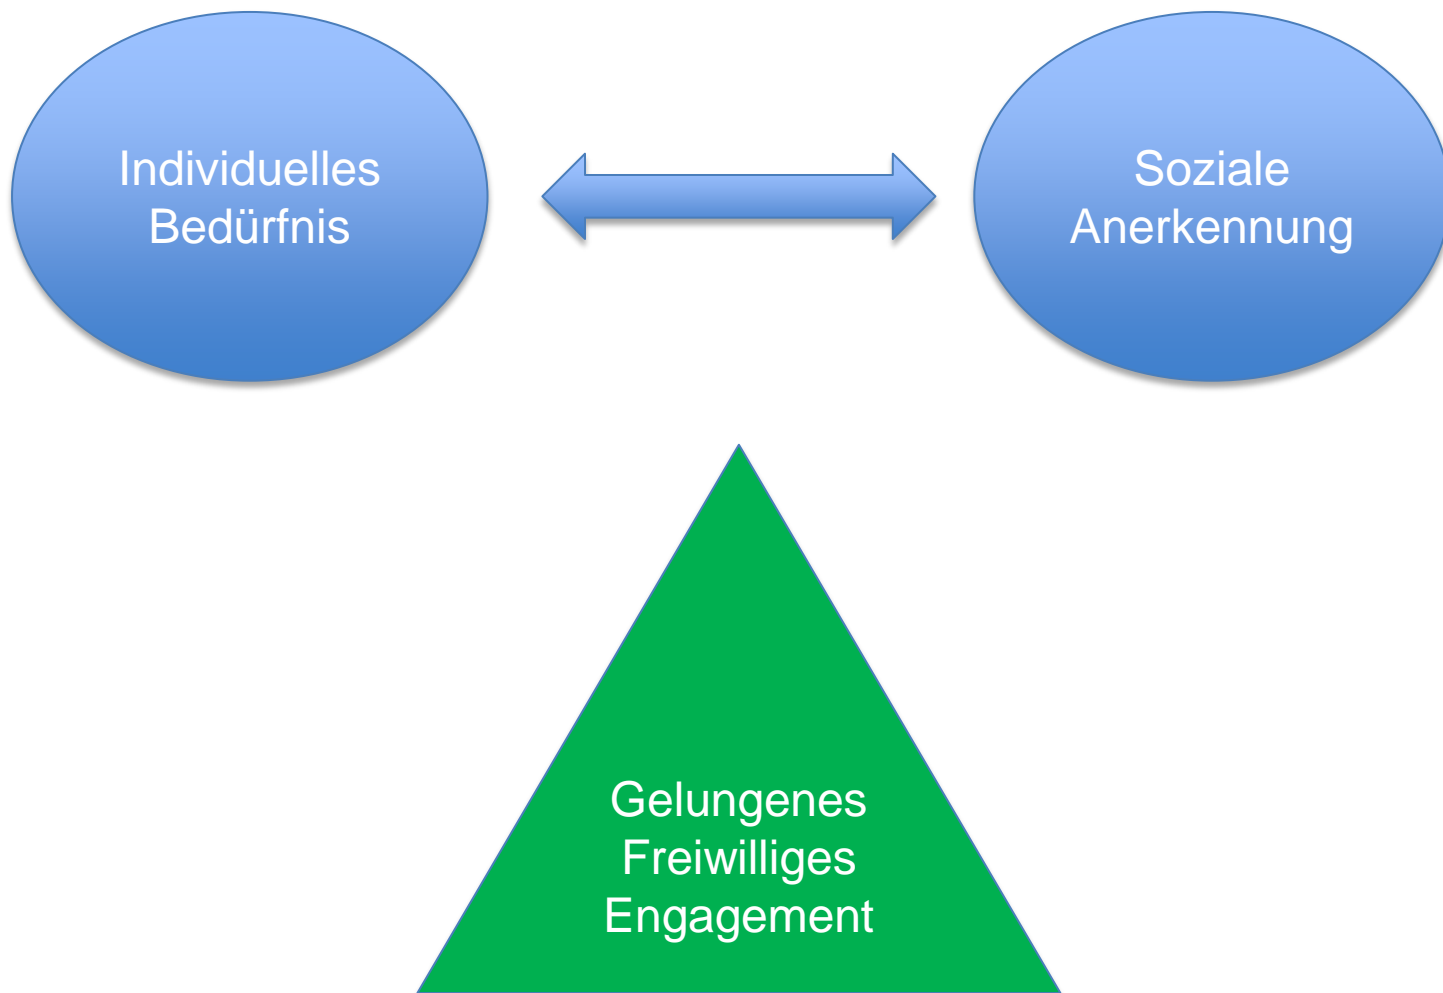 Individuelles
Bedürfnis
Soziale
Anerkennung
Gelungenes
Freiwilliges
Engagement